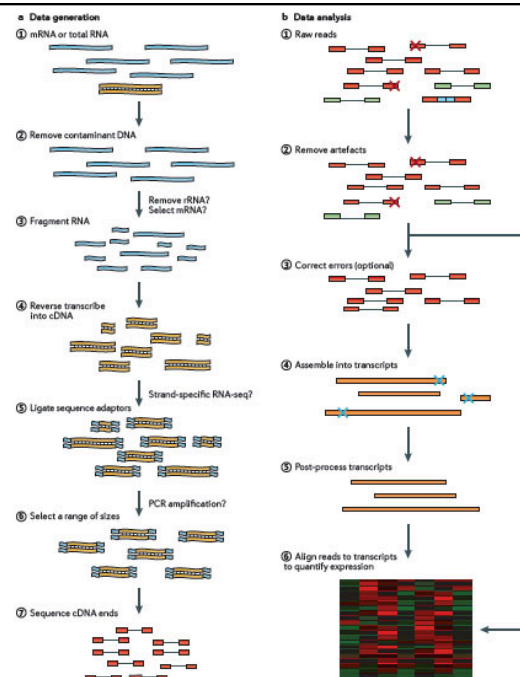 a Data generation
① mRNA or total RNA
② Remove contaminant DNA
Remove rRNA?
Select mRNA?
③ Fragment RNA
④ Reverse transcribe
into cDNA
Strand-specific RNA-seq?
⑤ Ligate sequence adaptors
PCR amplification?
⑥ Select a range of sizes
⑦ Sequence cDNA ends
b Data analysis
① Raw reads
② Remove artefacts
③ Correct errors (optional)
④ Assemble into transcripts
⑤ Post-process transcripts
⑥ Align reads to transcripts
to quantify expression